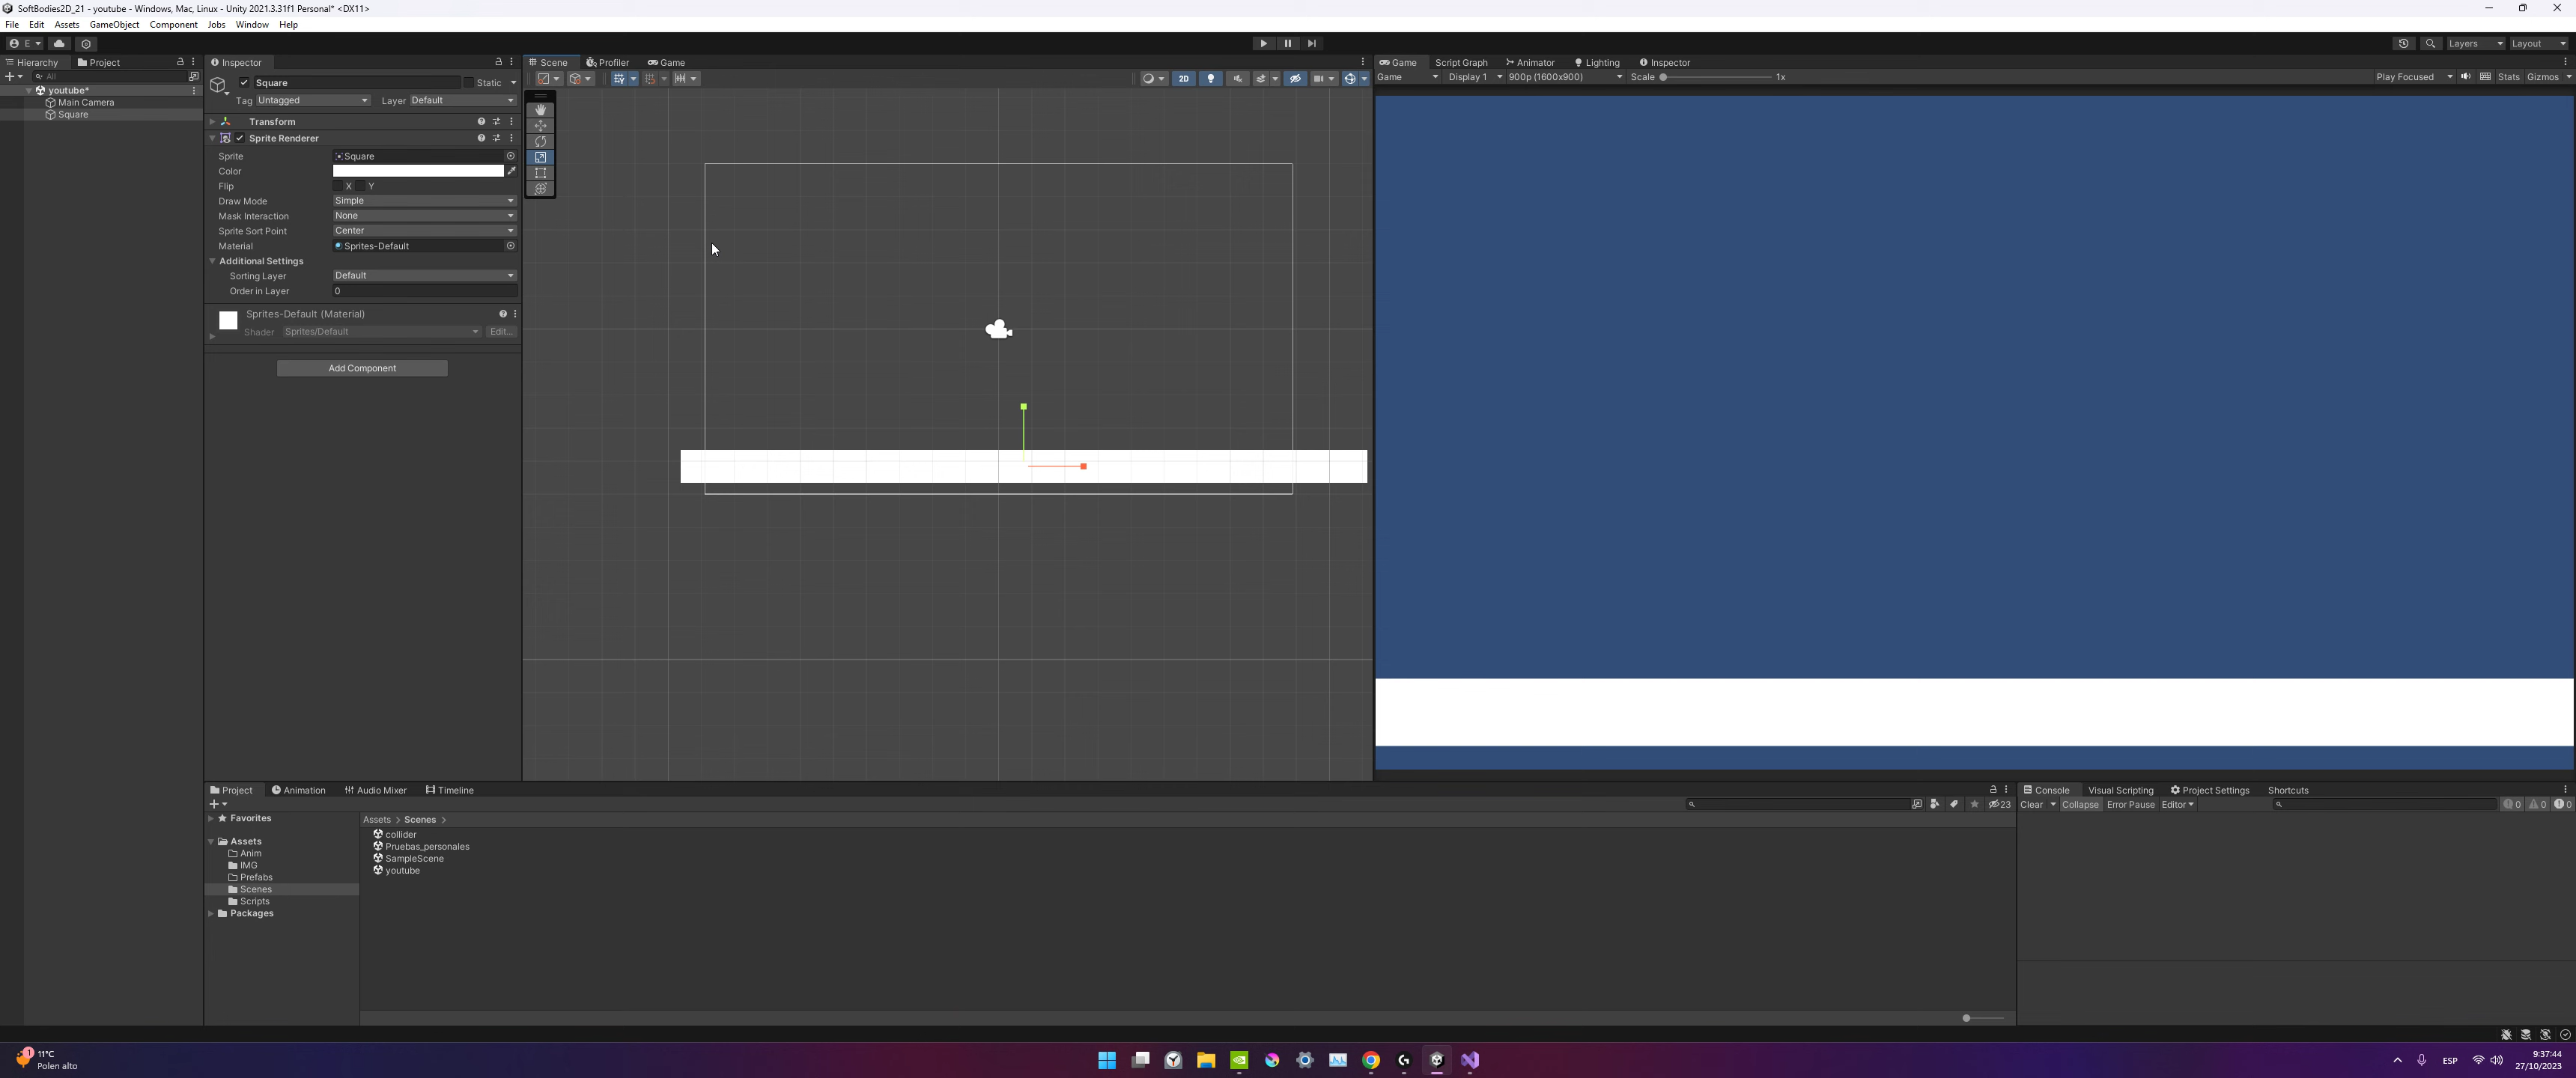 SoftBodies2D_21 - youtube - Windows, Mac, Linux - Unity 2021.3.31f1 Personal* <DX11>
File Edit Assets GameObject Component Jobs Window Help
E Layers Layout
Hierarchy Project
All
youtube*
Main Camera
Square
Inspector
Square Static
Tag Untagged Layer Default
Transform
Sprite Renderer
Sprite Square
Color
Flip X Y
Draw Mode Simple
Mask Interaction None
Sprite Sort Point Center
Material Sprites-Default
Additional Settings
Sorting Layer Default
Order in Layer 0
Sprites-Default (Material)
Shader Sprites/Default Edit...
Add Component
Scene Profiler Game
2D
Game Script Graph Animator Lighting Inspector
Game Display 1 900p (1600x900) Scale 1x Play Focused Stats Gizmos
Project Animation Audio Mixer Timeline
23
Favorites
Assets
Anim
IMG
Prefabs
Scenes
Scripts
Packages
Assets > Scenes >
collider
Pruebas_personales
SampleScene
youtube
Console Visual Scripting Project Settings Shortcuts
Clear Collapse Error Pause Editor 0 0 0
1
11°C
Polen alto
ESP
9:37:44
27/10/2023